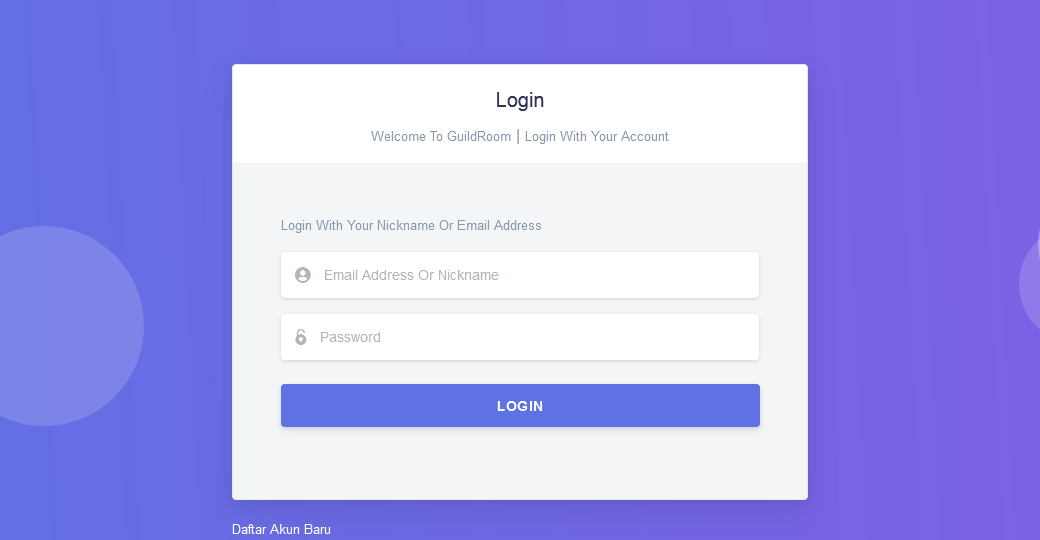 Login
Welcome To GuildRoom | Login With Your Account
Login With Your Nickname Or Email Address
Email Address Or Nickname
Password
LOGIN
Daftar Akun Baru